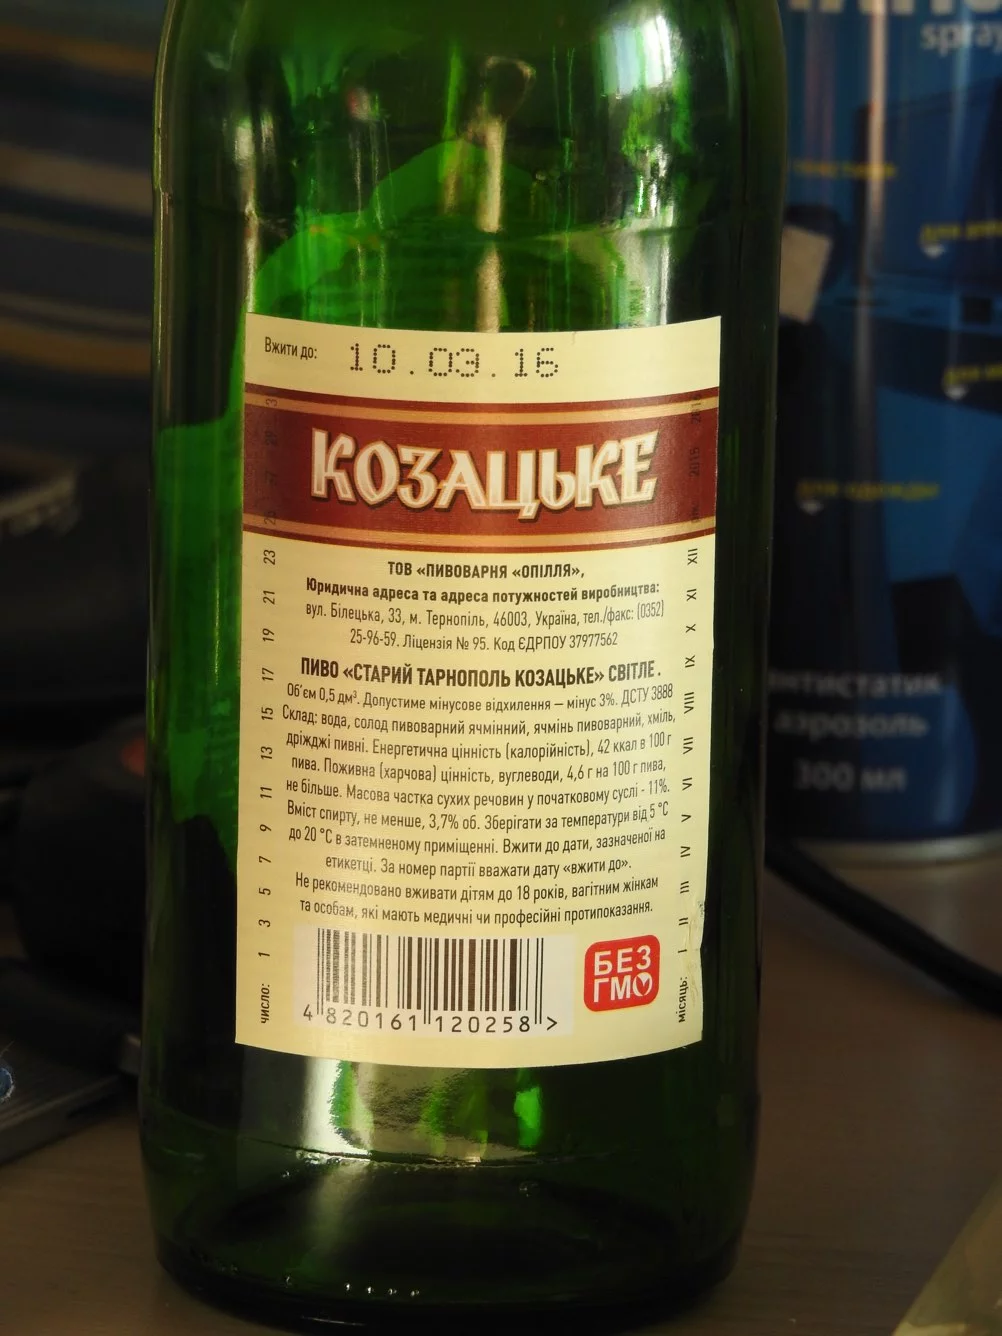 Вжити до: 10.03.16
КОЗАЦЬКЕ
ТОВ «ПИВОВАРНЯ «ОПІЛЛЯ»,
Юридична адреса та адреса потужностей виробництва:
вул. Білецька, 33, м. Тернопіль, 46003, Україна, тел./факс: (0352)
25-96-59. Ліцензія № 95. Код ЄДРПОУ 37977562
ПИВО «СТАРИЙ ТАРНОПОЛЬ КОЗАЦЬКЕ» СВІТЛЕ.
Об'єм 0,5 дм³. Допустиме мінусове відхилення – мінус 3%. ДСТУ 3888
Склад: вода, солод пивоварний ячмінний, ячмінь пивоварний, хміль,
дріжджі пивні. Енергетична цінність (калорійність), 42 ккал в 100 г
пива. Поживна (харчова) цінність, вуглеводи, 4,6 г на 100 г пива,
не більше. Масова частка сухих речовин у початковому суслі - 11%.
Вміст спирту, не менше, 3,7% об. Зберігати за температури від 5 °С
до 20 °С в затемненому приміщенні. Вжити до дати, зазначеної на
етикетці. За номер партії вважати дату «вжити до».
Не рекомендовано вживати дітям до 18 років, вагітним жінкам
та особам, які мають медичні чи професійні протипоказання.
4 820161 120258 >
БЕЗ
ГМО
число: 1 3 5 7 9 11 13 15 17 19 21 23
місяць: I II III IV V VI VII VIII IX X XI XII
2015 2016
spray
антистатик
аэрозоль
300 мл